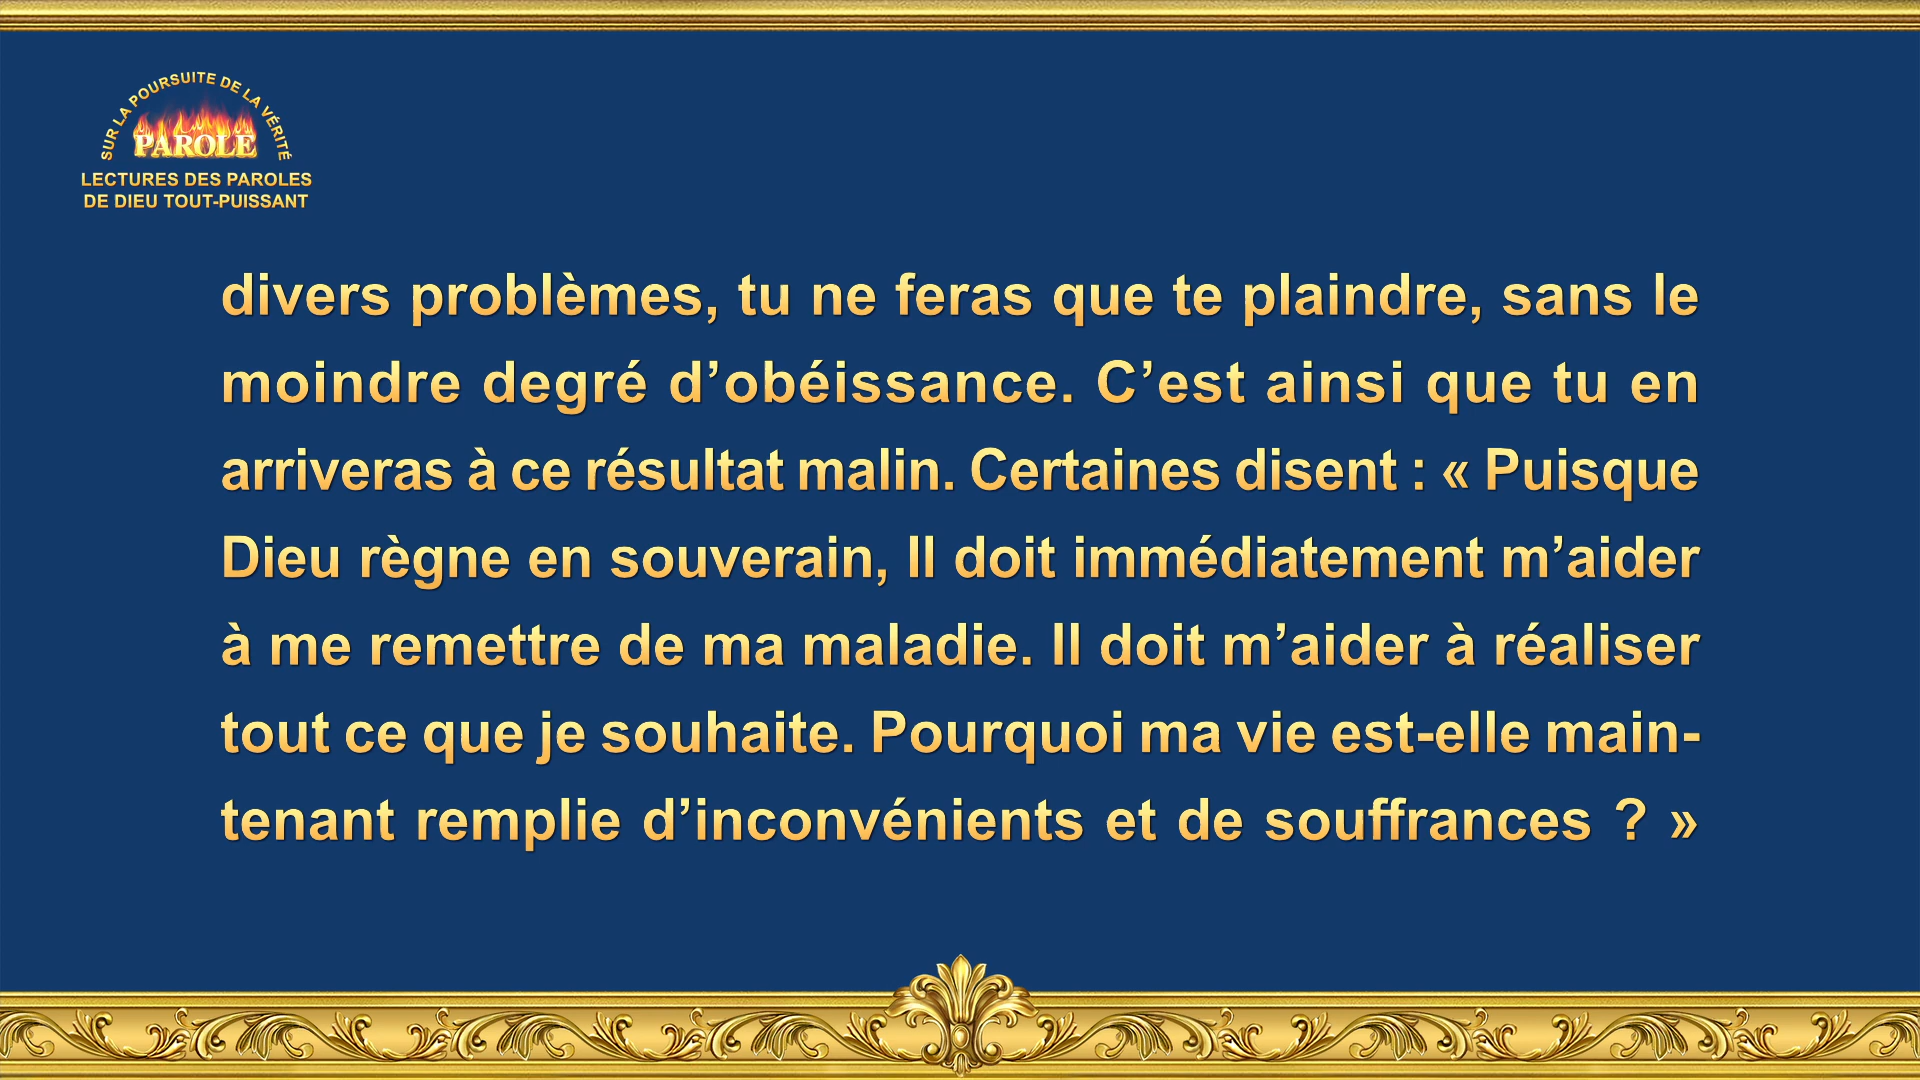 SUR LA POURSUITE DE LA VÉRITÉ
PAROLE
LECTURES DES PAROLES
DE DIEU TOUT-PUISSANT
divers problèmes, tu ne feras que te plaindre, sans le
moindre degré d’obéissance. C’est ainsi que tu en
arriveras à ce résultat malin. Certaines disent : « Puisque
Dieu règne en souverain, Il doit immédiatement m’aider
à me remettre de ma maladie. Il doit m’aider à réaliser
tout ce que je souhaite. Pourquoi ma vie est-elle main-
tenant remplie d’inconvénients et de souffrances ? »